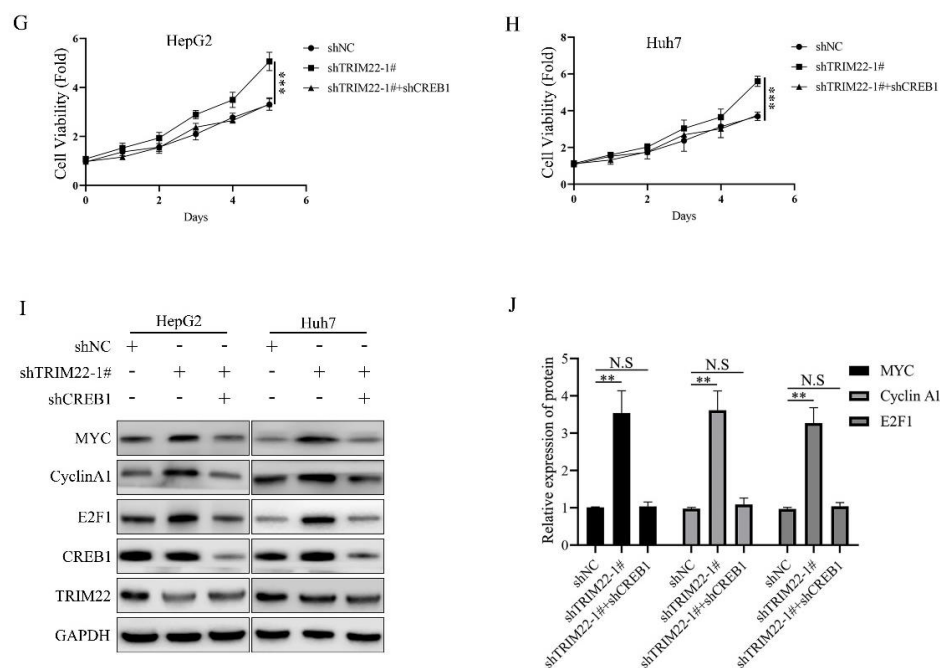 G
HepG2
shNC
shTRIM22-1#
shTRIM22-1#+shCREB1
Cell Viability (Fold)
6
4
2
0
***
0 2 4 6
Days
H
Huh7
shNC
shTRIM22-1#
shTRIM22-1#+shCREB1
Cell Viability (Fold)
8
6
4
2
0
***
0 2 4 6
Days
I
HepG2 Huh7
shNC + - - + - -
shTRIM22-1# - + + - + +
shCREB1 - - + - - +
MYC
CyclinA1
E2F1
CREB1
TRIM22
GAPDH
J
Relative expression of protein
5
4
3
2
1
0
N.S
**
N.S
**
N.S
**
MYC
Cyclin A1
E2F1
shNC
shTRIM22-1#
shTRIM22-1#+shCREB1
shNC
shTRIM22-1#
shTRIM22-1#+shCREB1
shNC
shTRIM22-1#
shTRIM22-1#+shCREB1